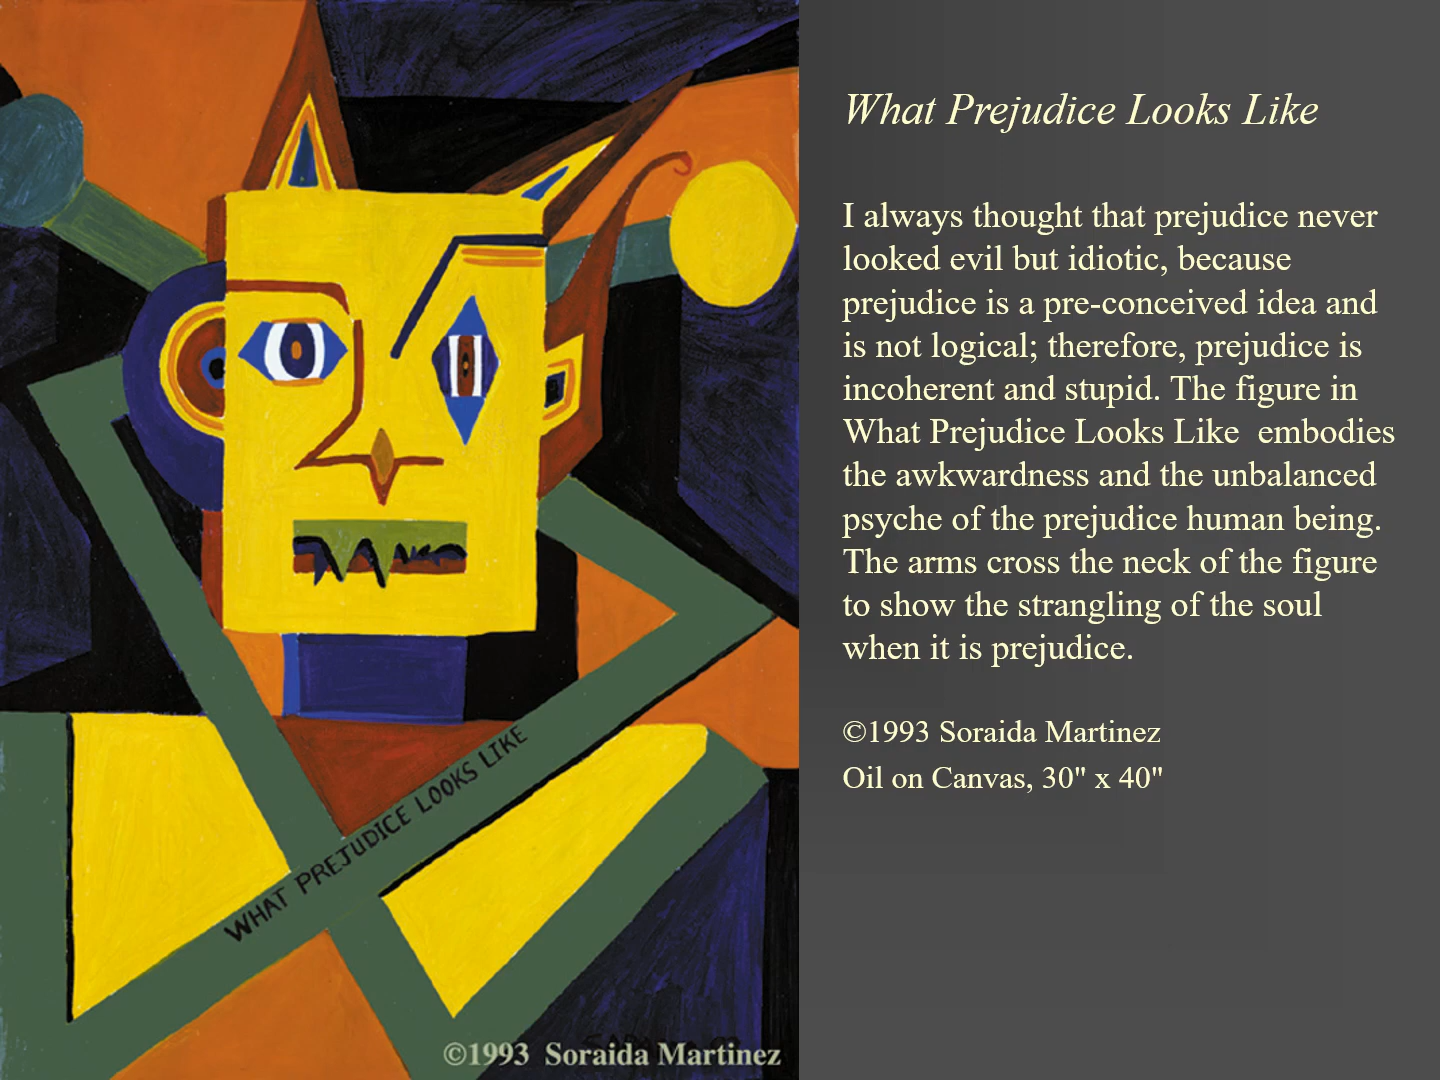 What Prejudice Looks Like
I always thought that prejudice never
looked evil but idiotic, because
prejudice is a pre-conceived idea and
is not logical; therefore, prejudice is
incoherent and stupid. The figure in
What Prejudice Looks Like  embodies
the awkwardness and the unbalanced
psyche of the prejudice human being.
The arms cross the neck of the figure
to show the strangling of the soul
when it is prejudice.
©1993 Soraida Martinez
Oil on Canvas, 30" x 40"
WHAT PREJUDICE LOOKS LIKE
©1993 Soraida Martinez